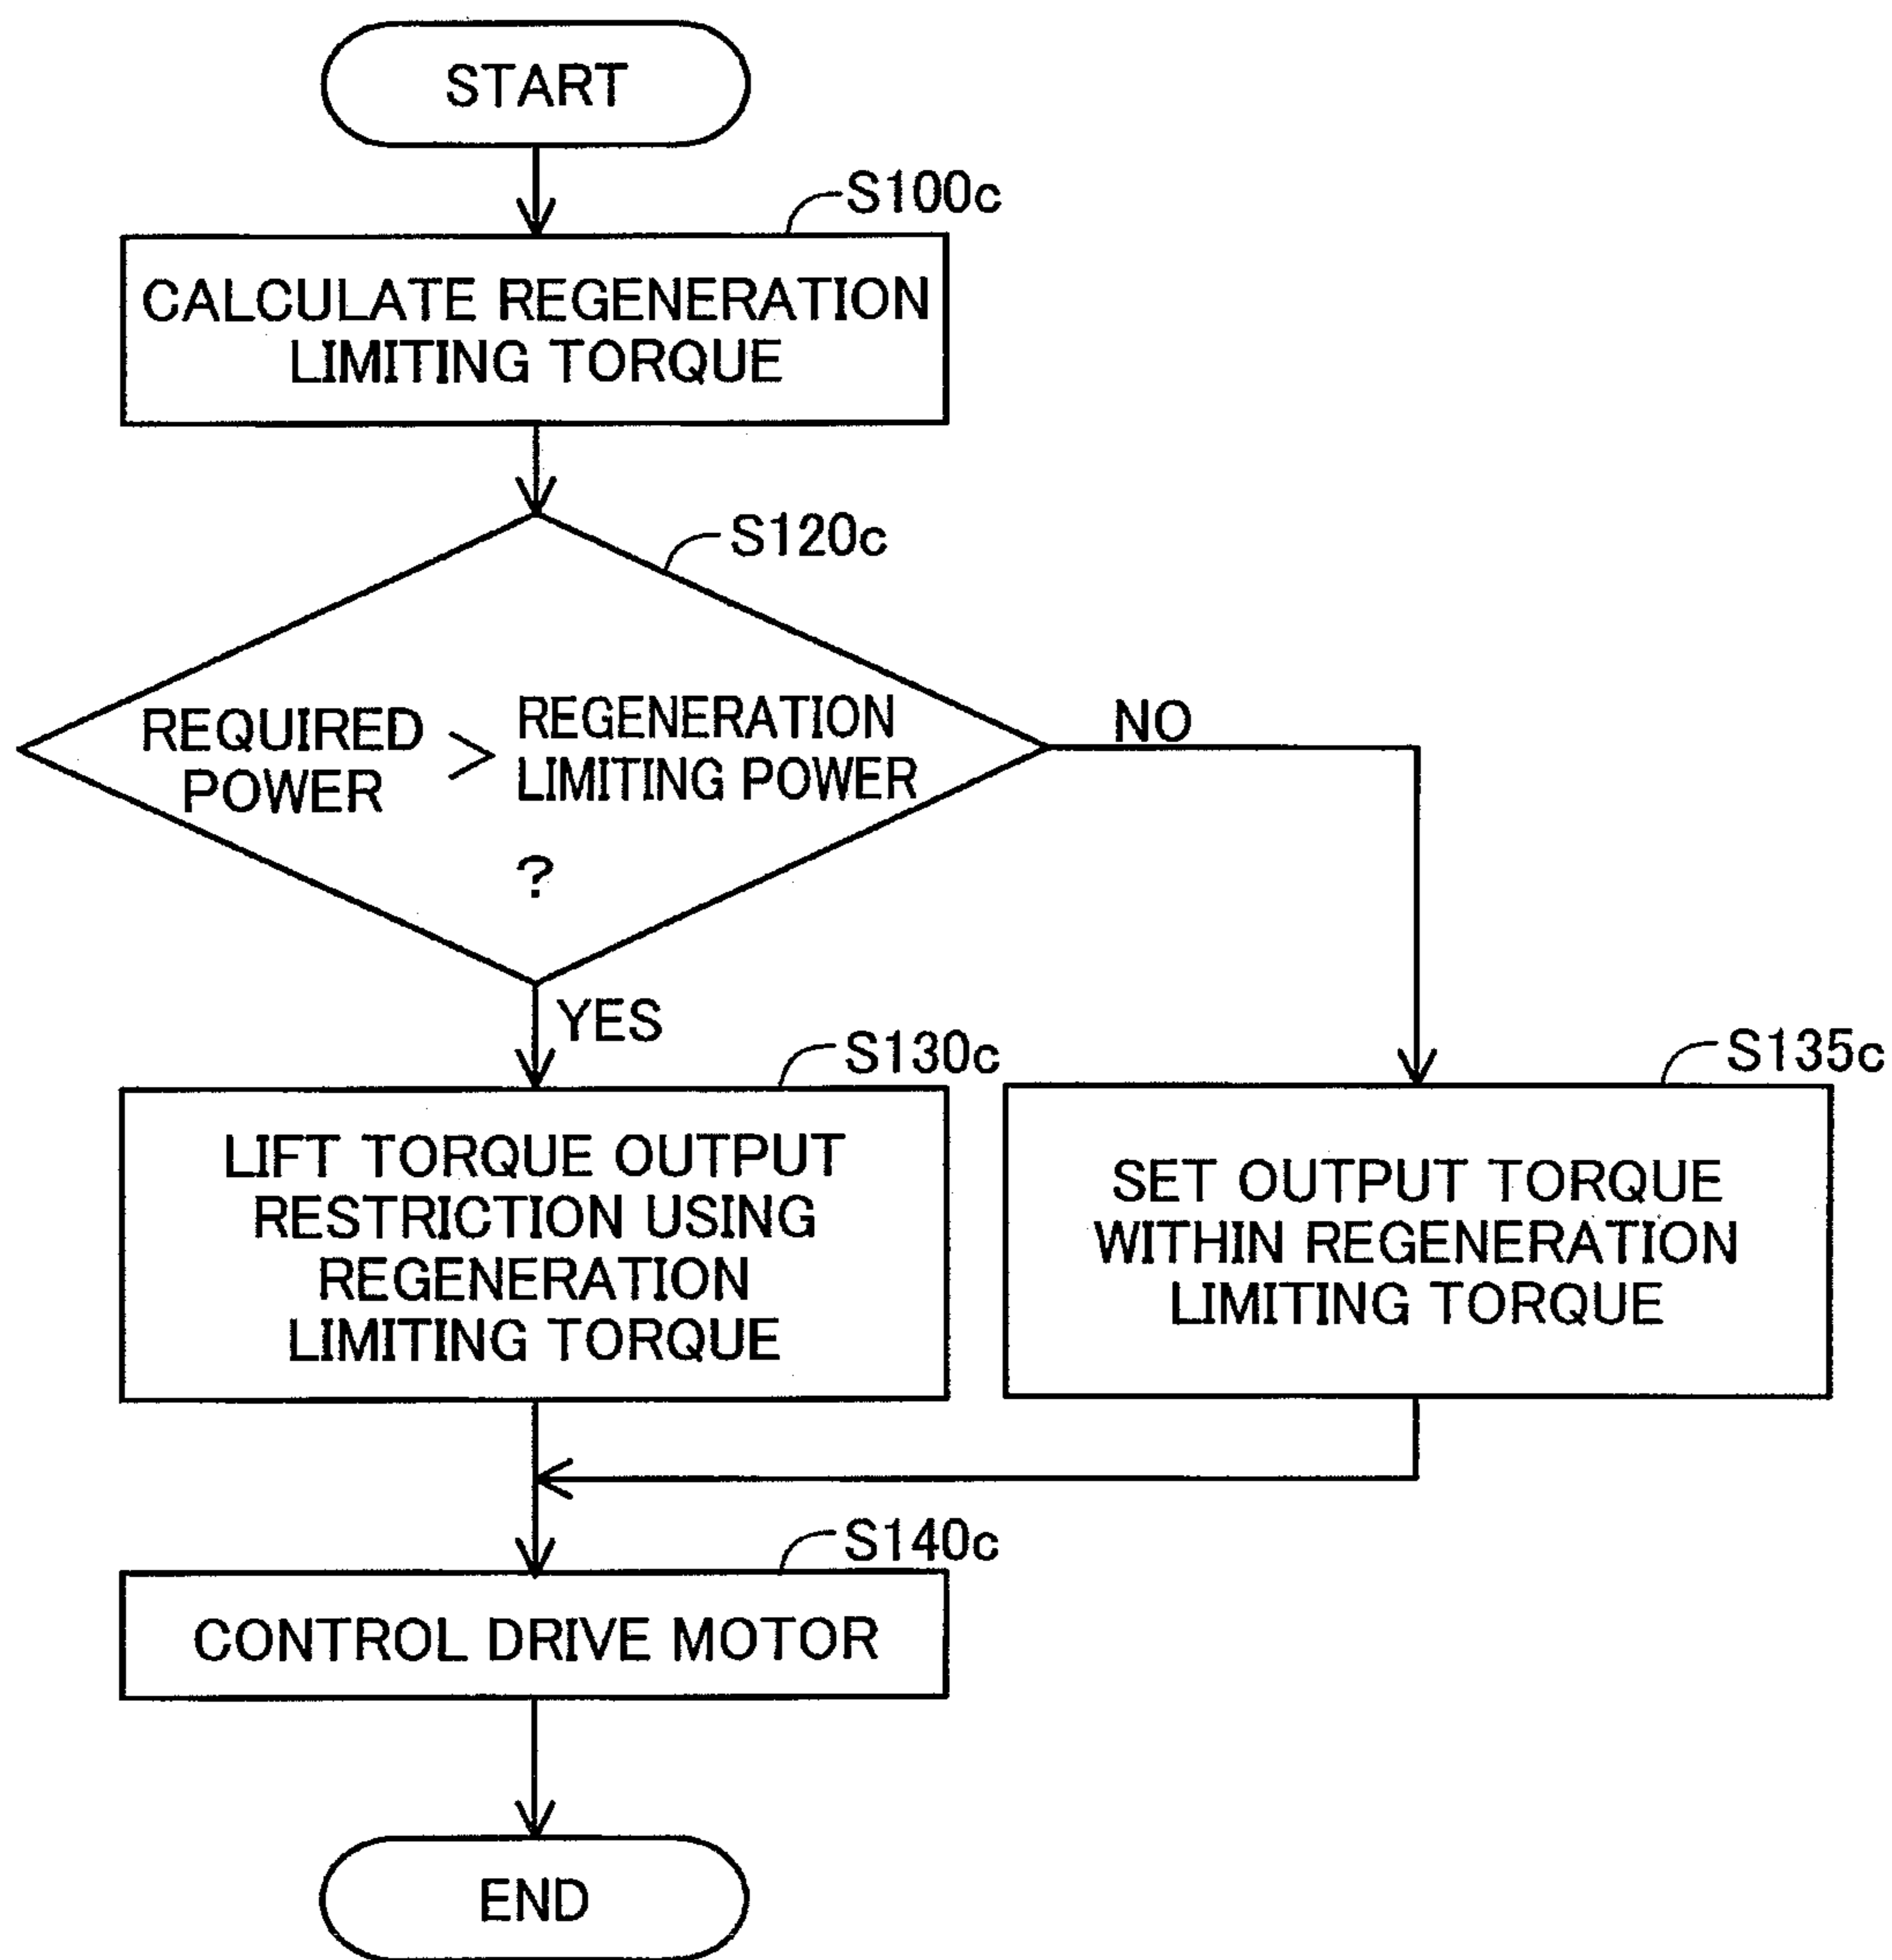 START
S100c
CALCULATE REGENERATION
LIMITING TORQUE
S120c
REQUIRED
POWER
>
REGENERATION
LIMITING POWER
?
NO
YES
S130c
LIFT TORQUE OUTPUT
RESTRICTION USING
REGENERATION
LIMITING TORQUE
S135c
SET OUTPUT TORQUE
WITHIN REGENERATION
LIMITING TORQUE
S140c
CONTROL DRIVE MOTOR
END